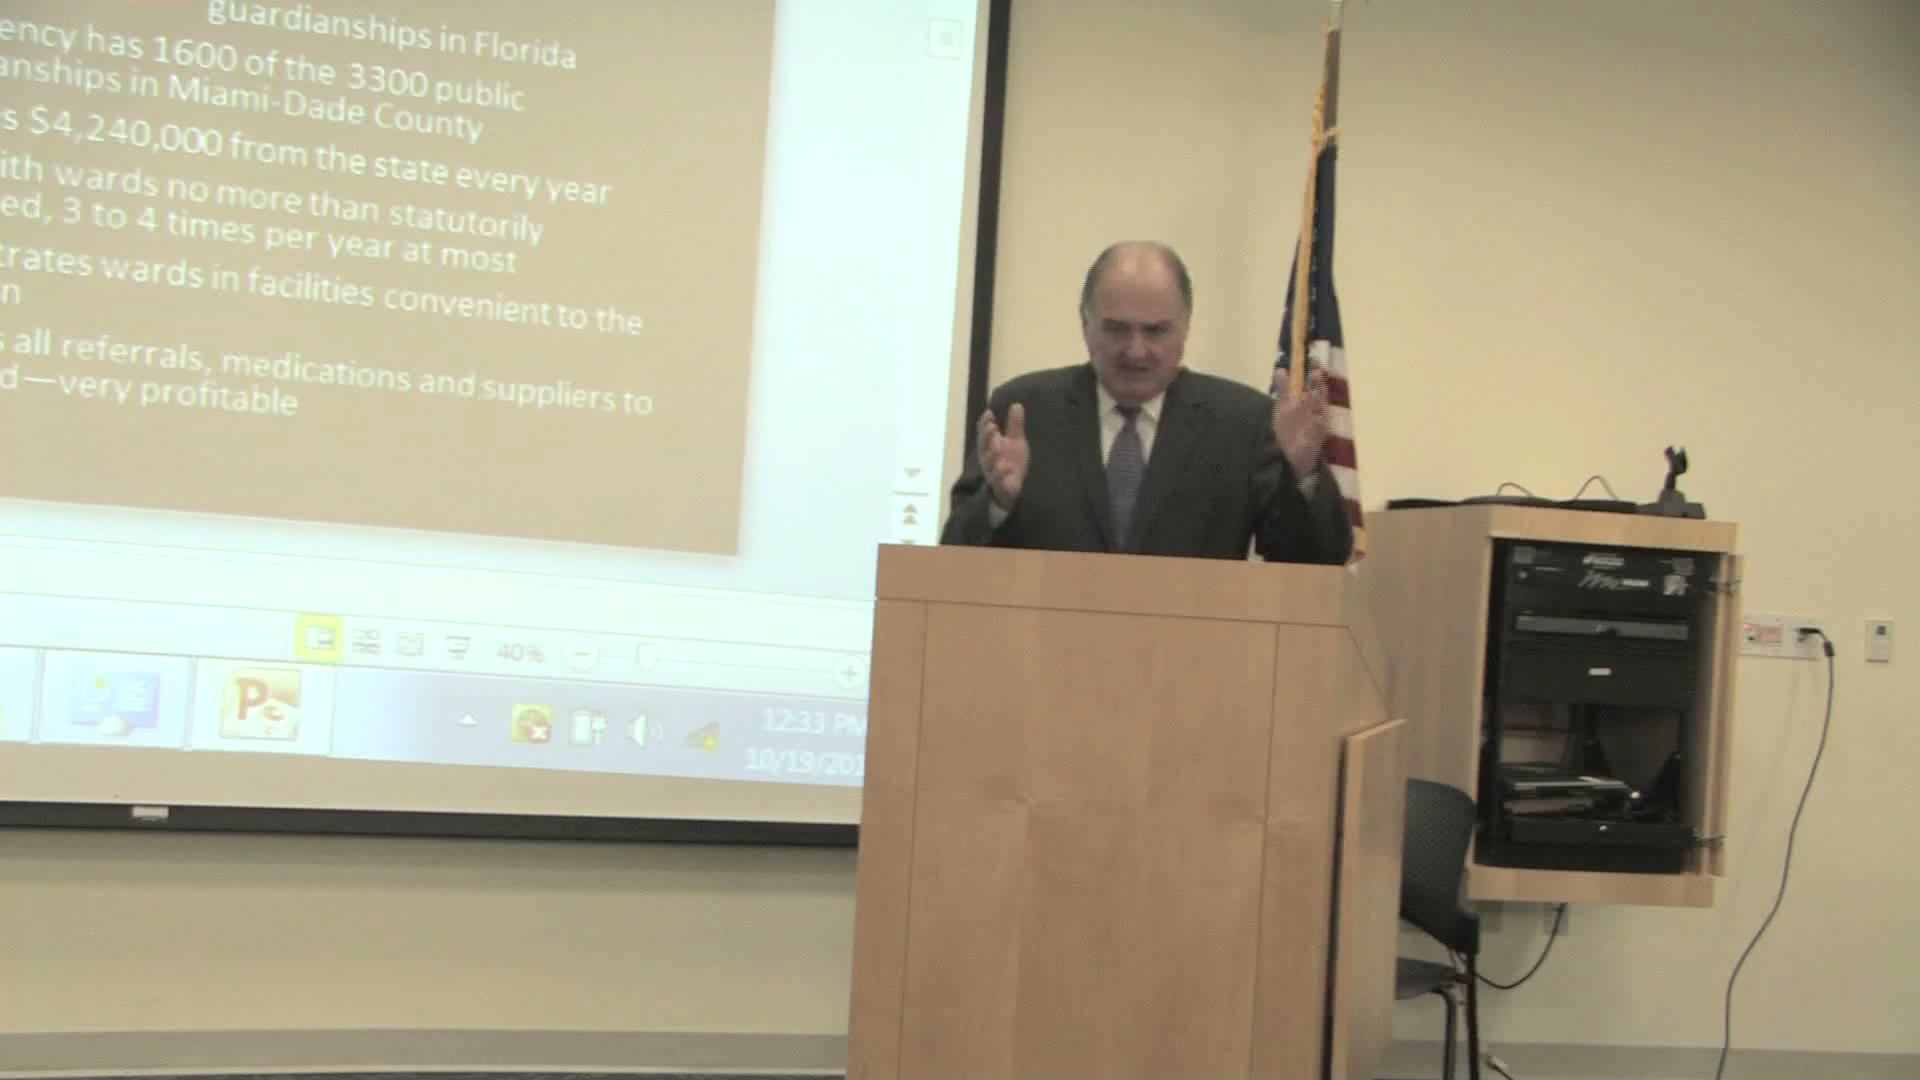 guardianships in Florida
ency has 1600 of the 3300 public
anships in Miami-Dade County
s $4,240,000 from the state every year
ith wards no more than statutorily
ed, 3 to 4 times per year at most
trates wards in facilities convenient to the
n
s all referrals, medications and suppliers to
d—very profitable
40%
12:33 PM
10/19/201